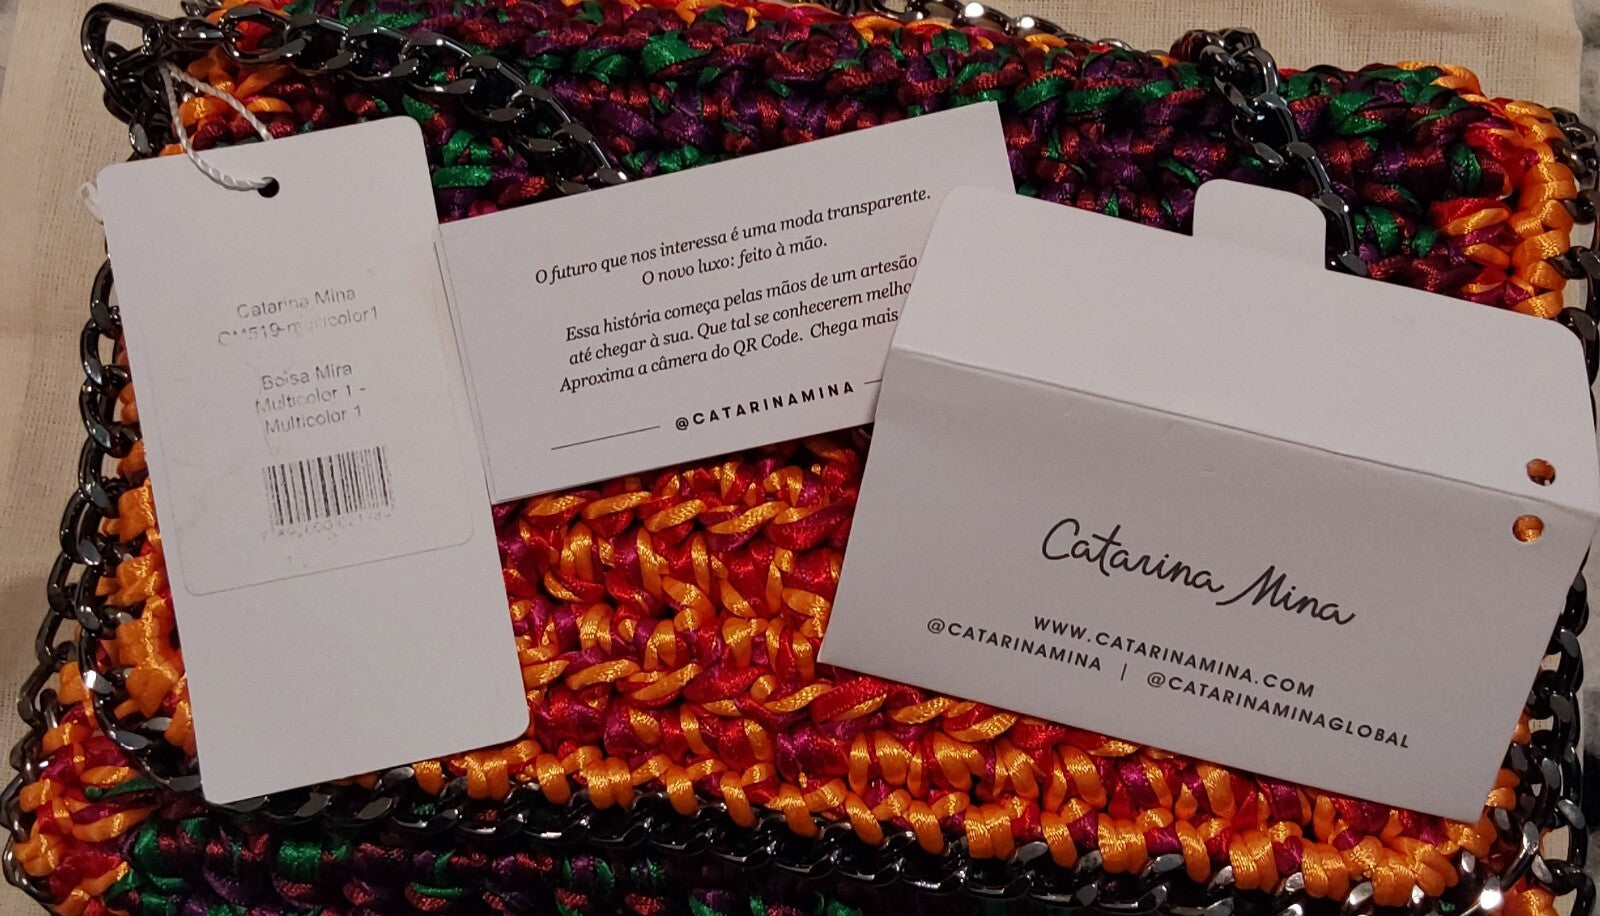 Catarina Mina
Bolsa Mira
Multicolor 1 -
Multicolor 1
O futuro que nos interessa é uma moda transparente.
O novo luxo: feito à mão.
Essa história começa pelas mãos de um artesão
até chegar à sua. Que tal se conhecerem
Aproxima a câmera do QR Code. Chega mais
@CATARINAMINA
Catarina Mina
WWW.CATARINAMINA.COM
@CATARINAMINA | @CATARINAMINAGLOBAL